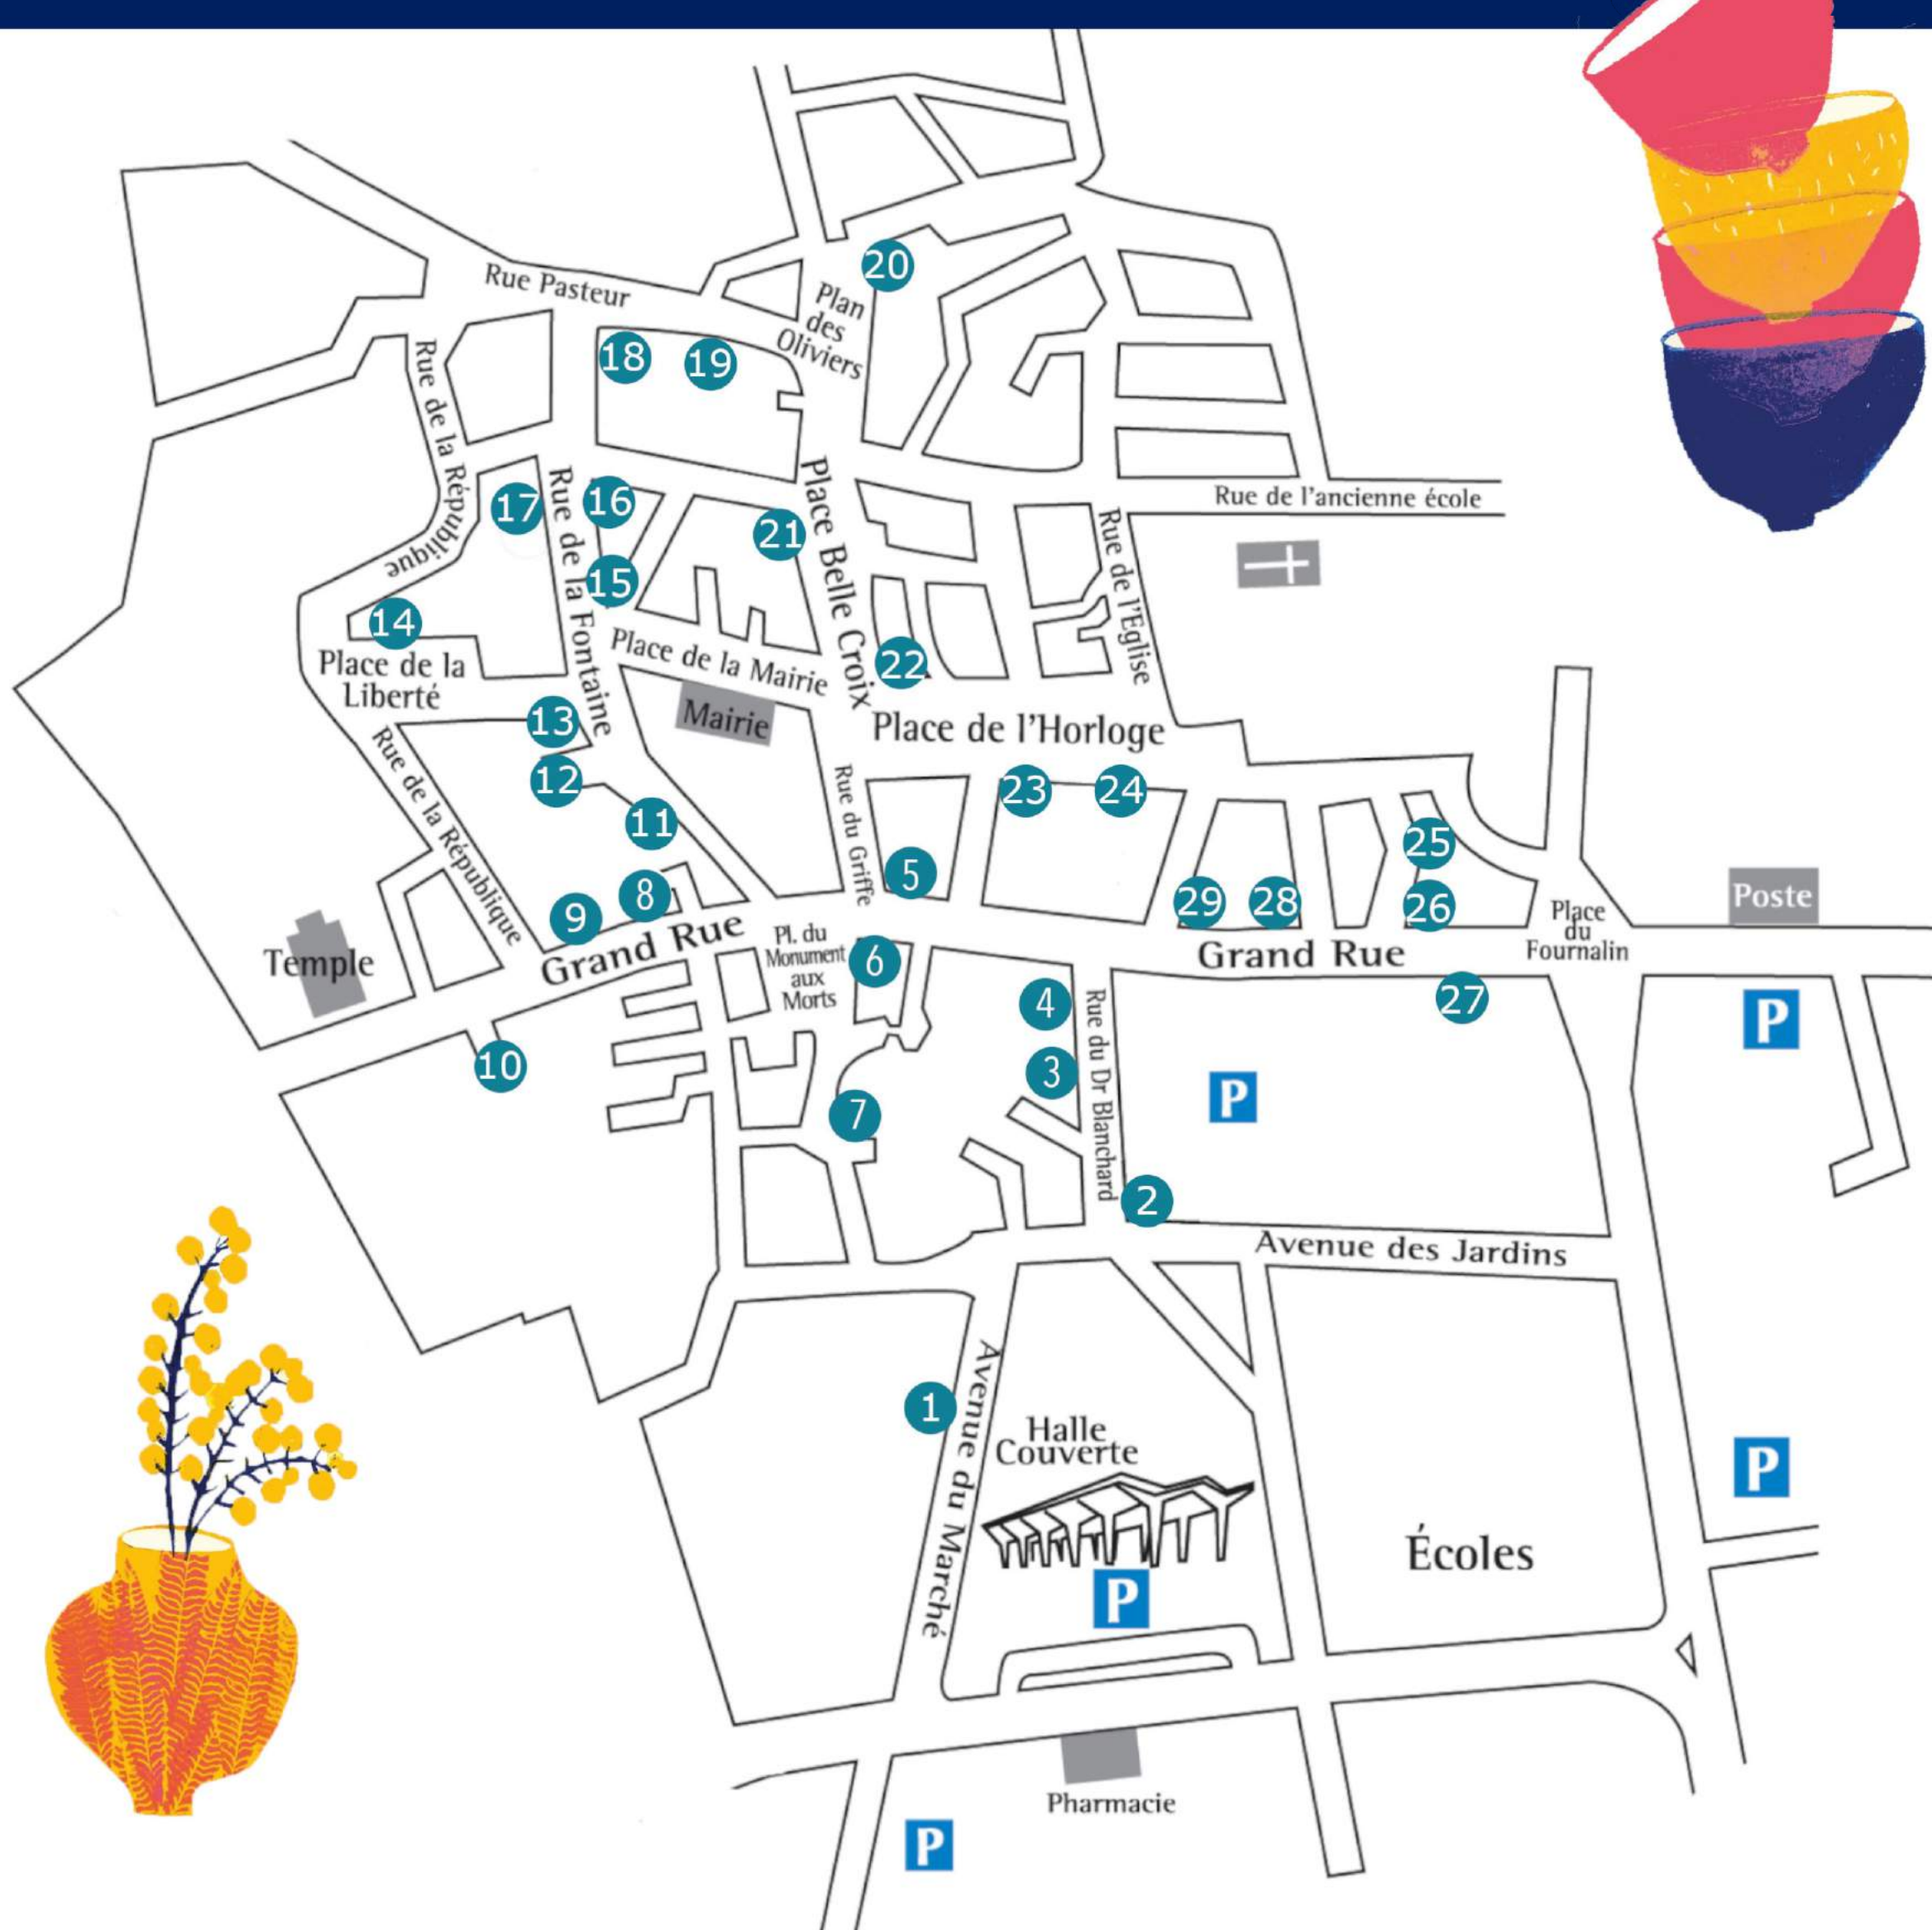 20
Rue Pasteur
Plan
des
Oliviers
18
19
Rue de la République
Rue de la Fontaine
Place Belle Croix
17
16
21
Rue de l'ancienne école
Rue de l'Eglise
15
14
Place de la
Liberté
Place de la Mairie
22
Mairie
13
Place de l'Horloge
12
Rue de la République
11
Rue du Griffe
23
24
25
5
8
9
29
28
26
Poste
Place
du
Fournalin
Grand Rue
Pl. du
Monument
aux
Morts
6
Grand Rue
Temple
4
27
P
Rue du Dr Blanchard
10
3
7
P
2
Avenue des Jardins
1
Avenue du Marché
Halle
Couverte
P
Écoles
P
Pharmacie
P